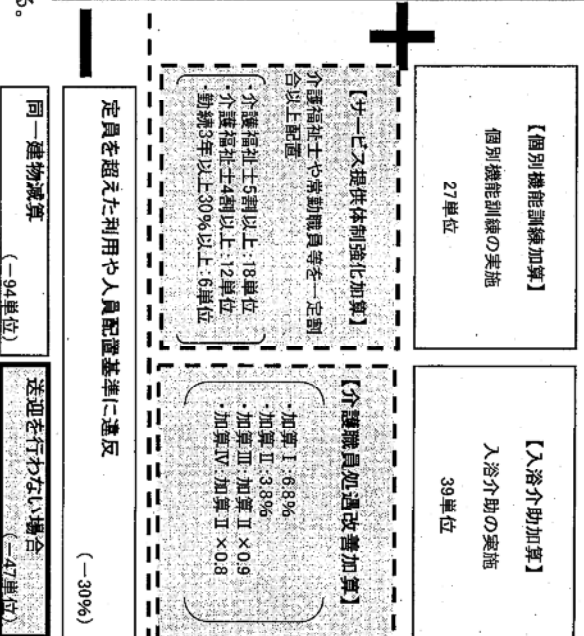 【個別機能訓練加算】
個別機能訓練の実施
27単位
【入浴介助加算】
入浴介助の実施
39単位
【サービス提供体制強化加算】
介護福祉士や常勤職員等を一定割
合以上配置
・介護福祉士5割以上:18単位
・介護福祉士4割以上:12単位
・勤続3年以上30%以上:6単位
【介護職員処遇改善加算】
・加算Ⅰ:6.8%
・加算Ⅱ:3.8%
・加算Ⅲ:加算Ⅱ×0.9
・加算Ⅳ:加算Ⅱ×0.8
定員を超えた利用や人員配置基準に違反
(-30%)
同一建物減算
(-94単位)
送迎を行わない場合
(-47単位)
る。